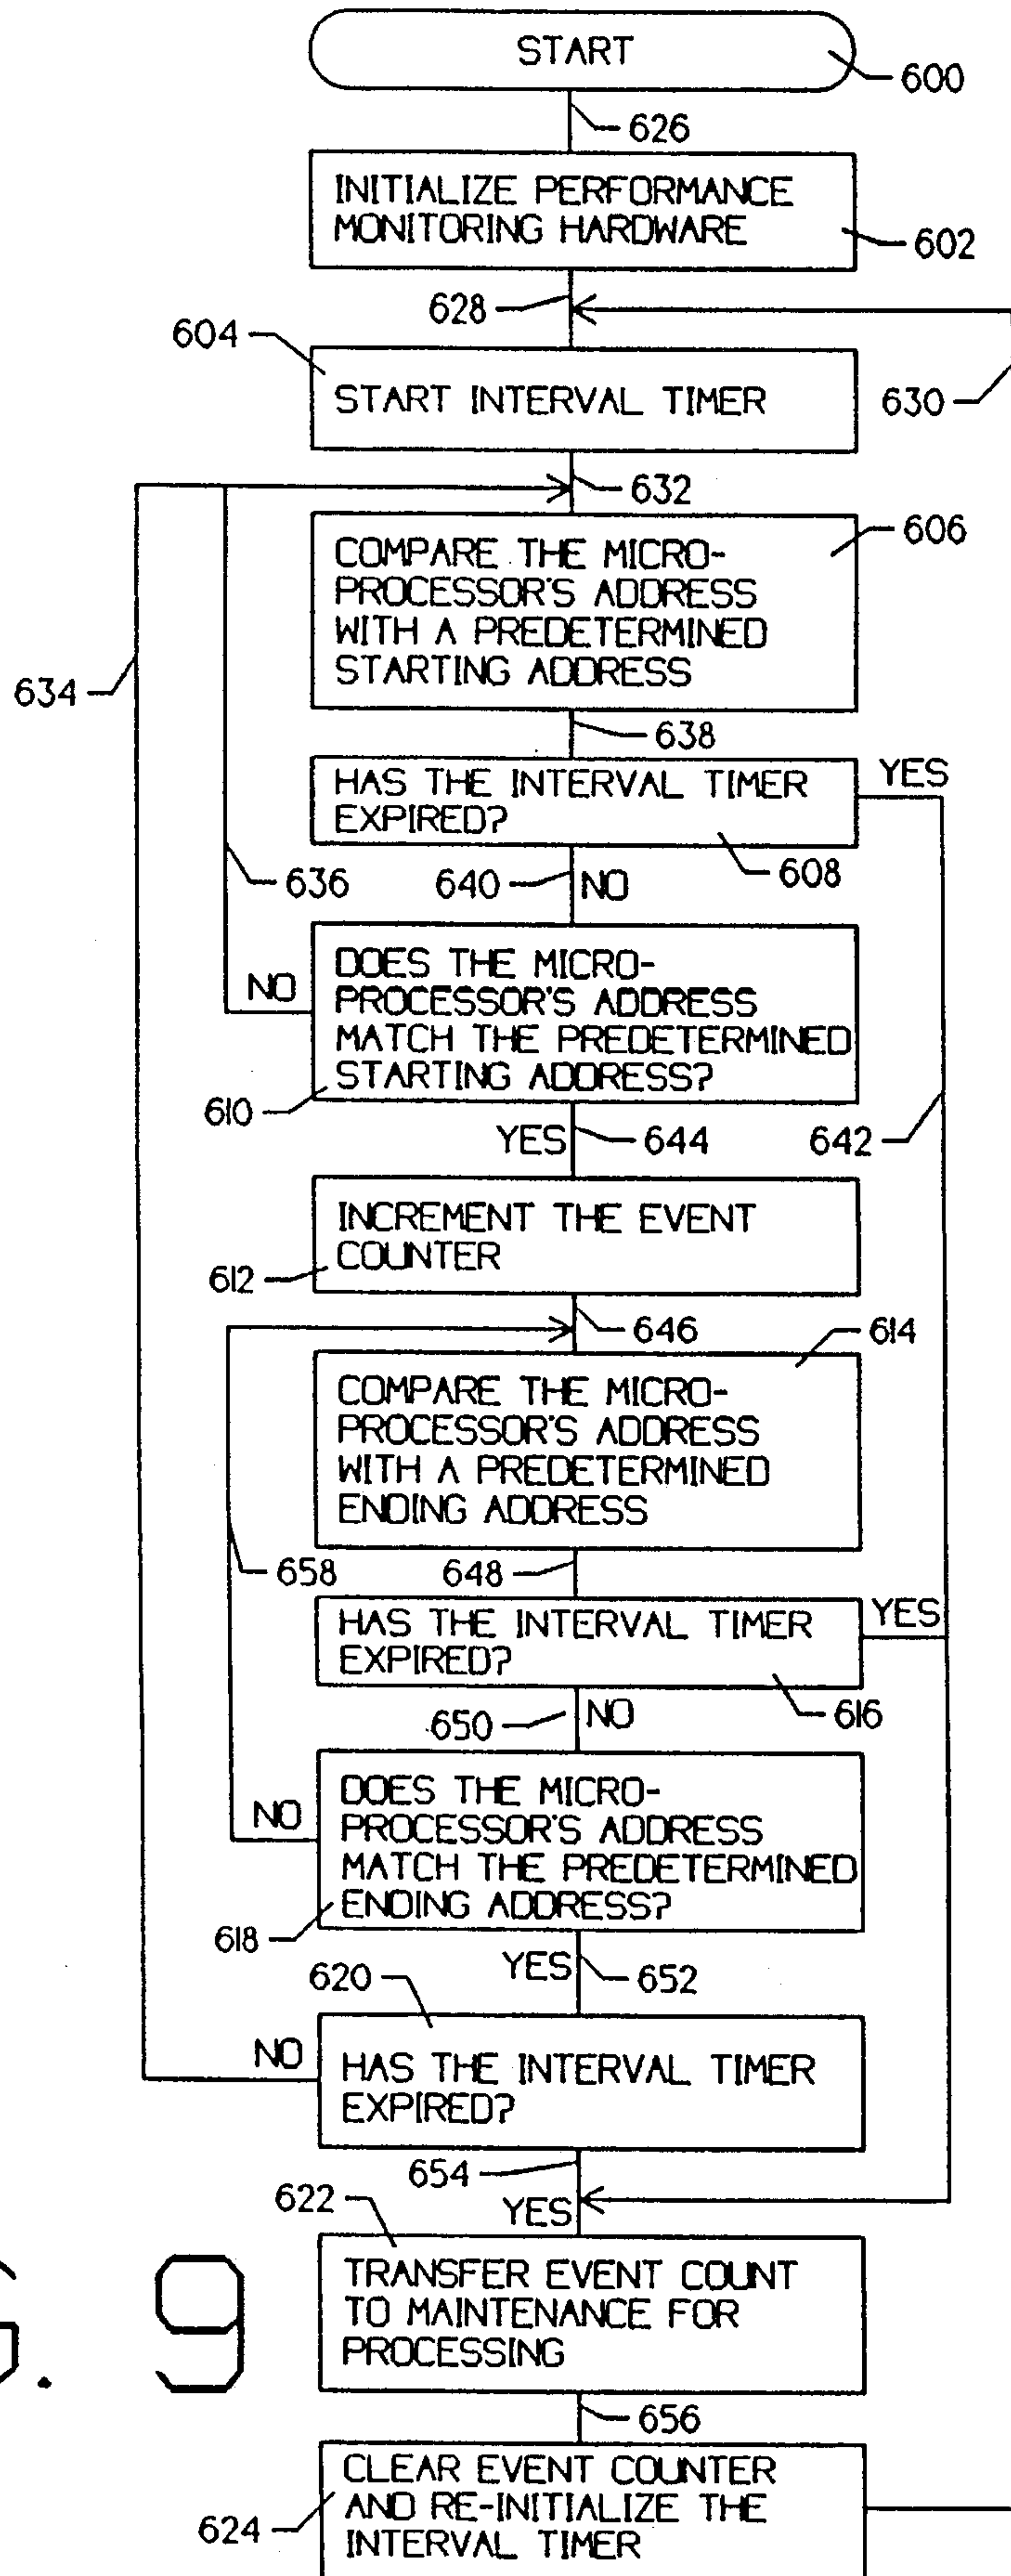 START
600
626
INITIALIZE PERFORMANCE
MONITORING HARDWARE
602
628
604
START INTERVAL TIMER
630
632
606
COMPARE THE MICRO-
PROCESSOR'S ADDRESS
WITH A PREDETERMINED
STARTING ADDRESS
634
638
HAS THE INTERVAL TIMER
EXPIRED?
YES
608
636
640
NO
DOES THE MICRO-
PROCESSOR'S ADDRESS
MATCH THE PREDETERMINED
STARTING ADDRESS?
NO
610
YES
644
642
INCREMENT THE EVENT
COUNTER
612
646
614
COMPARE THE MICRO-
PROCESSOR'S ADDRESS
WITH A PREDETERMINED
ENDING ADDRESS
658
648
HAS THE INTERVAL TIMER
EXPIRED?
YES
616
650
NO
DOES THE MICRO-
PROCESSOR'S ADDRESS
MATCH THE PREDETERMINED
ENDING ADDRESS?
NO
618
YES
652
620
NO
HAS THE INTERVAL TIMER
EXPIRED?
654
YES
622
TRANSFER EVENT COUNT
TO MAINTENANCE FOR
PROCESSING
G. 9
656
CLEAR EVENT COUNTER
AND RE-INITIALIZE THE
INTERVAL TIMER
624